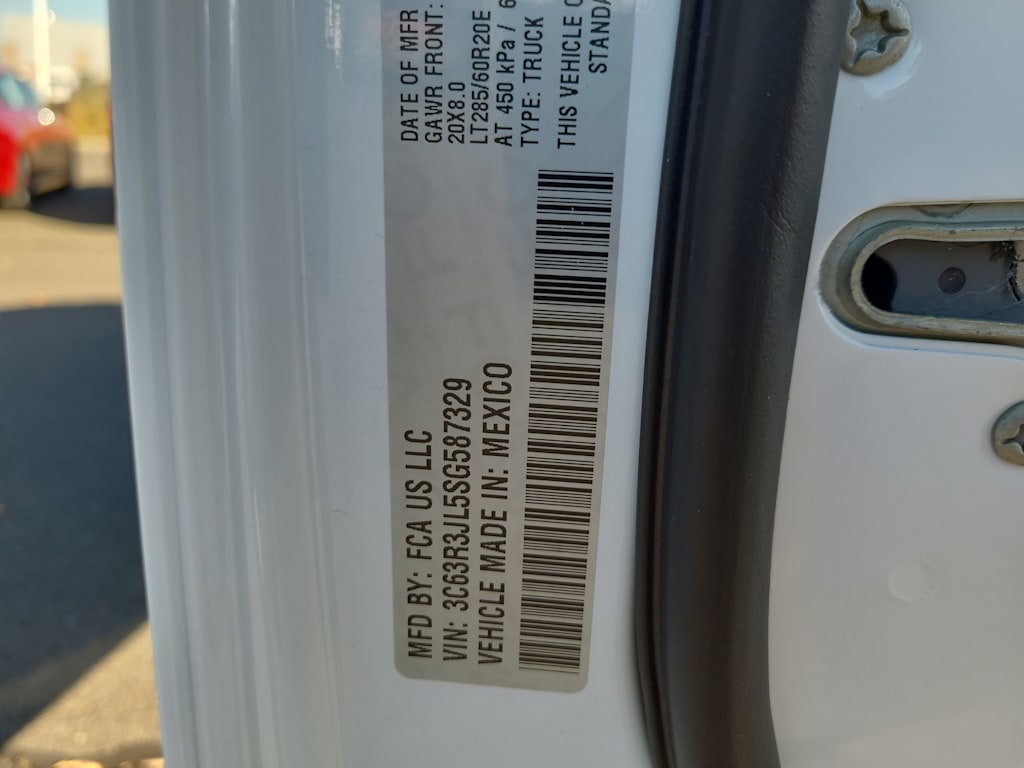 MFD BY: FCA US LLC
VIN: 3C63R3JL5SG587329
VEHICLE MADE IN: MEXICO
DATE OF MFR
GAWR FRONT:
20X8.0
LT285/60R20E
AT 450 kPa / 6
TYPE: TRUCK
THIS VEHICLE C
STANDA